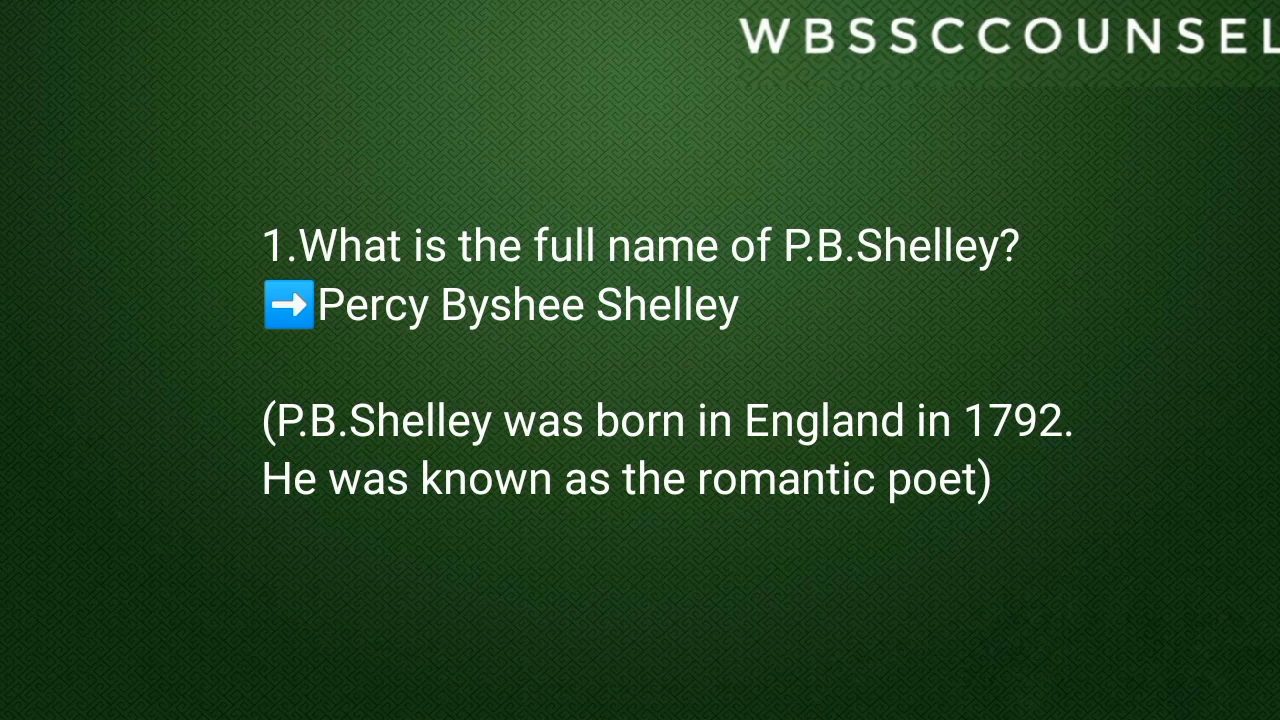 WBSSCCOUNSEL
1.What is the full name of P.B.Shelley?
➡Percy Byshee Shelley
(P.B.Shelley was born in England in 1792.
He was known as the romantic poet)